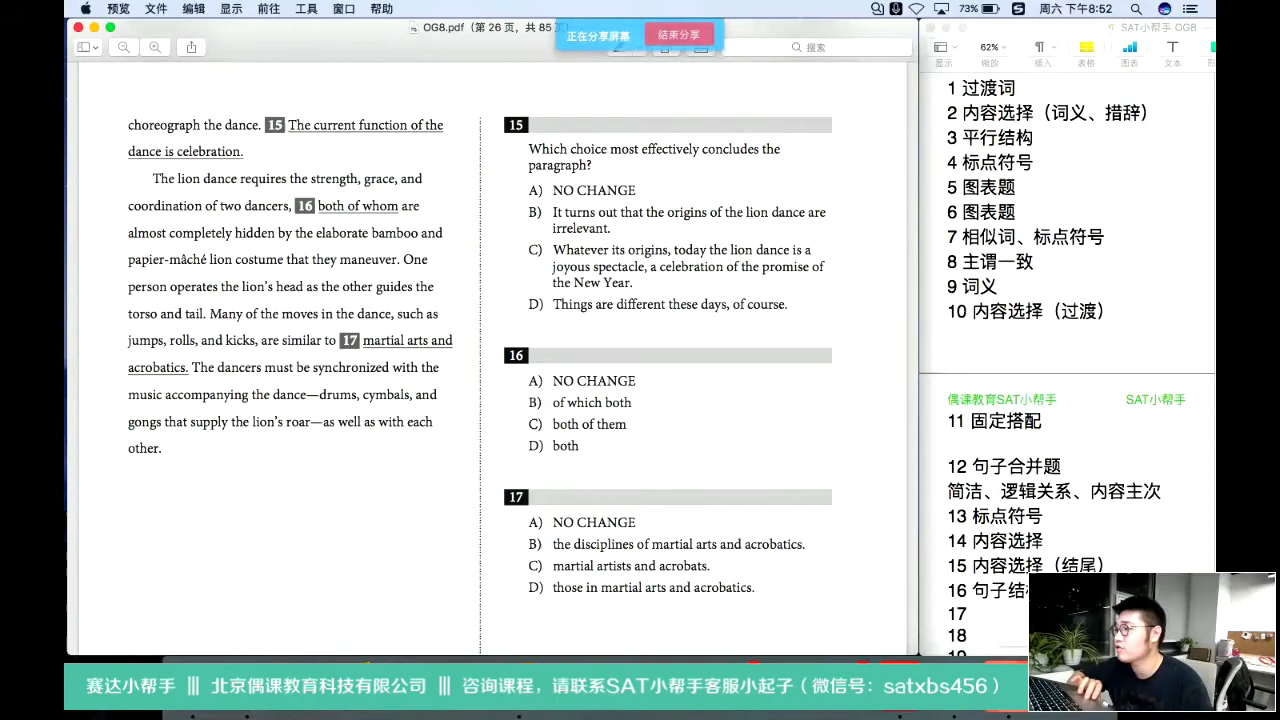 预览 文件 编辑 显示 前往 工具 窗口 帮助
73% 周六下午8:52
OG8.pdf（第 26 页，共 85 页
正在分享屏幕 结束分享
SAT小帮手 OG8
搜索
62%
显示 缩放 插入 表格 图表 文本
choreograph the dance. 15 The current function of the
dance is celebration.
The lion dance requires the strength, grace, and
coordination of two dancers, 16 both of whom are
almost completely hidden by the elaborate bamboo and
papier-mâché lion costume that they maneuver. One
person operates the lion's head as the other guides the
torso and tail. Many of the moves in the dance, such as
jumps, rolls, and kicks, are similar to 17 martial arts and
acrobatics. The dancers must be synchronized with the
music accompanying the dance—drums, cymbals, and
gongs that supply the lion's roar—as well as with each
other.
15
Which choice most effectively concludes the
paragraph?
A) NO CHANGE
B) It turns out that the origins of the lion dance are
irrelevant.
C) Whatever its origins, today the lion dance is a
joyous spectacle, a celebration of the promise of
the New Year.
D) Things are different these days, of course.
16
A) NO CHANGE
B) of which both
C) both of them
D) both
17
A) NO CHANGE
B) the disciplines of martial arts and acrobatics.
C) martial artists and acrobats.
D) those in martial arts and acrobatics.
1 过渡词
2 内容选择（词义、措辞）
3 平行结构
4 标点符号
5 图表题
6 图表题
7 相似词、标点符号
8 主谓一致
9 词义
10 内容选择（过渡）
偶课教育SAT小帮手 SAT小帮手
11 固定搭配
12 句子合并题
简洁、逻辑关系、内容主次
13 标点符号
14 内容选择
15 内容选择（结尾）
16 句子结
17
18
赛达小帮手 ||| 北京偶课教育科技有限公司 ||| 咨询课程，请联系SAT小帮手客服小起子（微信号：satxbs456）